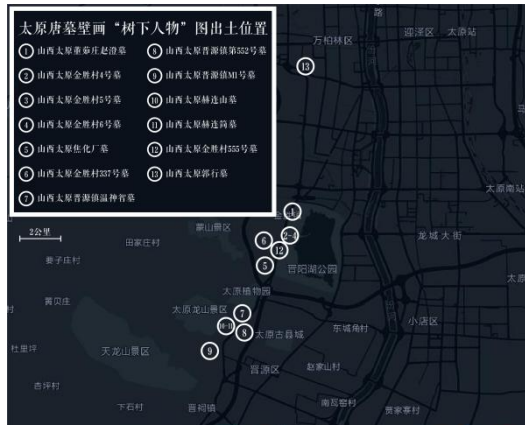 太原唐墓壁画“树下人物”图出土位置
1 山西太原董茹庄赵澄墓
2 山西太原金胜村4号墓
3 山西太原金胜村5号墓
4 山西太原金胜村6号墓
5 山西太原焦化厂墓
6 山西太原金胜村337号墓
7 山西太原晋源镇温神智墓
8 山西太原晋源镇第552号墓
9 山西太原晋源镇M1号墓
10 山西太原赫连山墓
11 山西太原赫连简墓
12 山西太原金胜村555号墓
13 山西太原郭行墓
2公里
路
万柏林区
迎泽区
太原站
13
太原南站
1
蒙山景区
2-4
龙城大街
田家庄村
6
12
要子庄村
5
晋阳湖公园
太原植物园
黄贝庄
太原龙山景区
7
小店区
10-11
8
太原古县城
东城角村
杜里坪
天龙山景区
9
晋源区
赵家山村
杏坪村
下石村
晋祠镇
南瓦窑村
贾家寨村